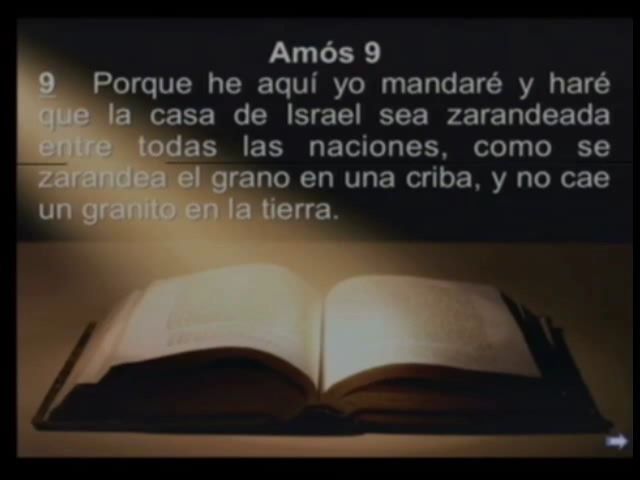 Amós 9
9 Porque he aquí yo mandaré y haré
que la casa de Israel sea zarandeada
entre todas las naciones, como se
zarandea el grano en una criba, y no cae
un granito en la tierra.